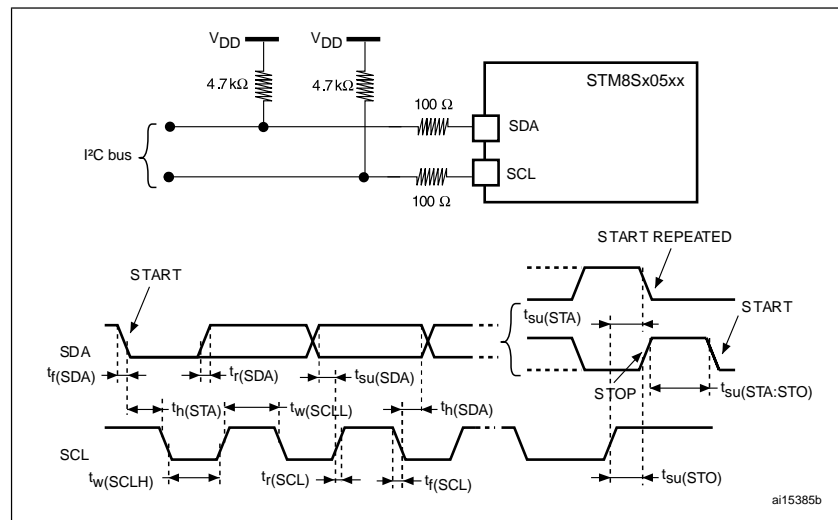 VDD VDD
4.7kΩ 4.7kΩ
STM8Sx05xx
100 Ω
SDA
I²C bus
SCL
100 Ω
START REPEATED
START
tsu(STA)
START
SDA
tf(SDA) tr(SDA) tsu(SDA)
STOP
tsu(STA:STO)
th(STA) tw(SCLL) th(SDA)
SCL
tw(SCLH) tr(SCL) tf(SCL) tsu(STO)
ai15385b